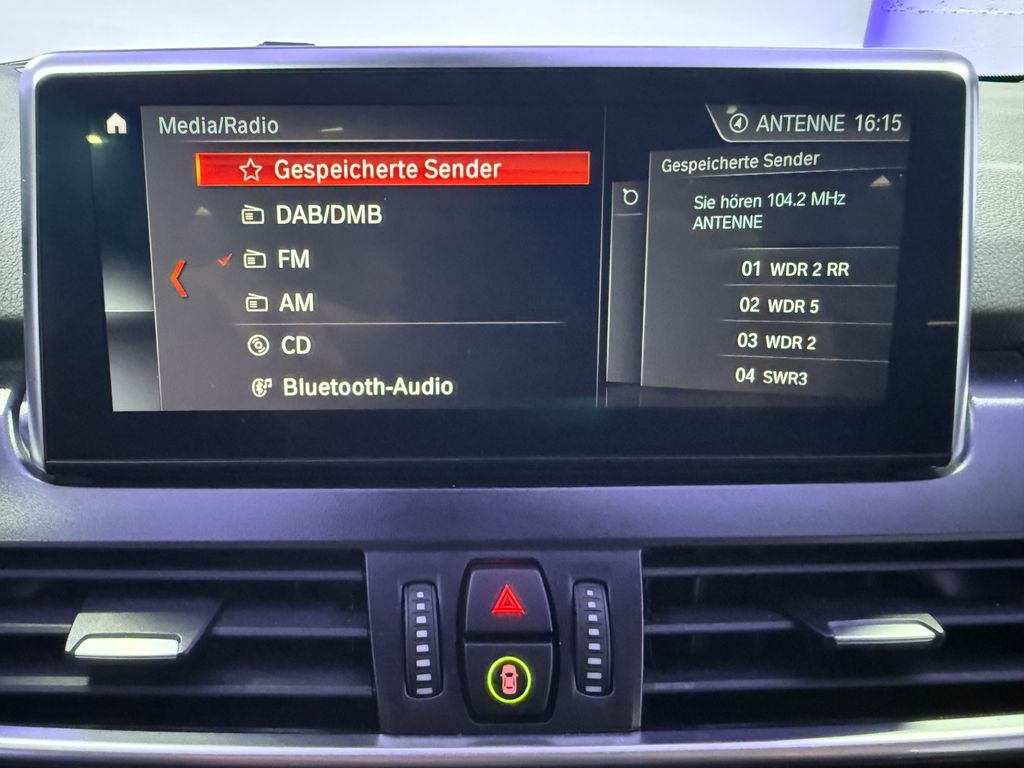 Media/Radio
ANTENNE 16:15
Gespeicherte Sender
DAB/DMB
FM
AM
CD
Bluetooth-Audio
Gespeicherte Sender
Sie hören 104.2 MHz
ANTENNE
01 WDR 2 RR
02 WDR 5
03 WDR 2
04 SWR3